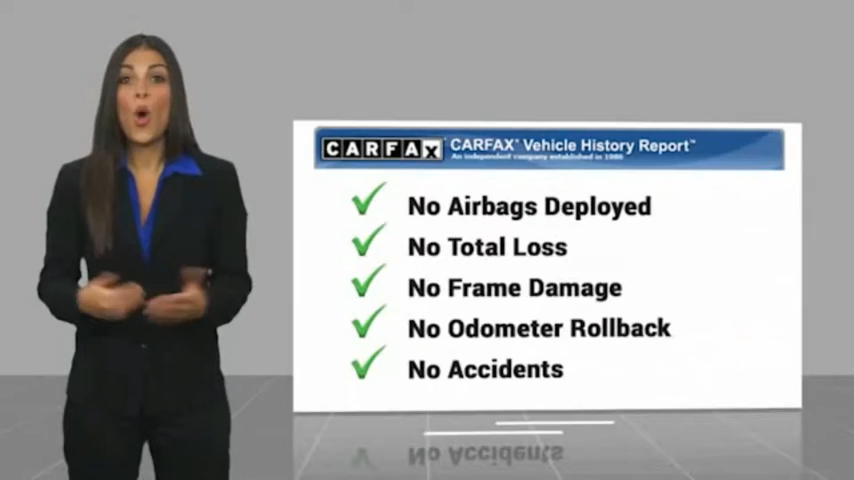 CARFAX CARFAX® Vehicle History Report™
An independent company established in 1986
No Airbags Deployed
No Total Loss
No Frame Damage
No Odometer Rollback
No Accidents
No Accidents